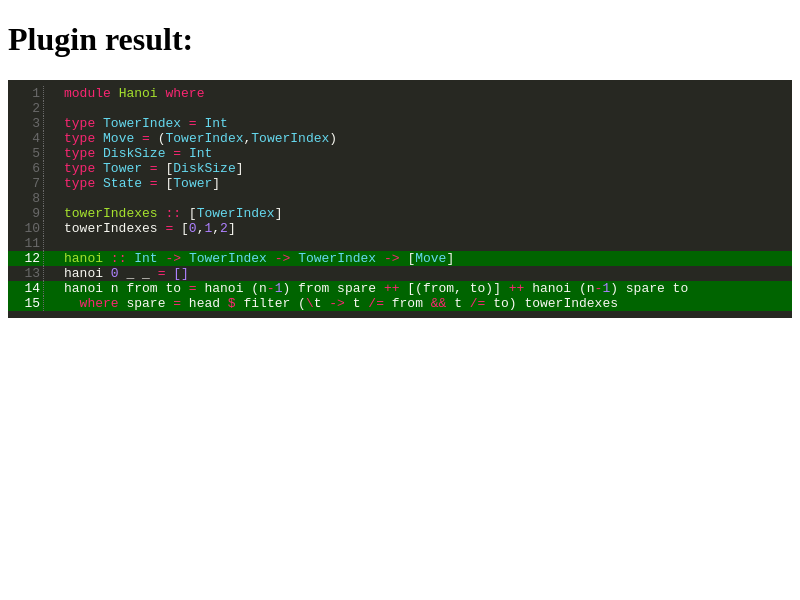 Plugin result:
1 module Hanoi where
2
3 type TowerIndex = Int
4 type Move = (TowerIndex,TowerIndex)
5 type DiskSize = Int
6 type Tower = [DiskSize]
7 type State = [Tower]
8
9 towerIndexes :: [TowerIndex]
10 towerIndexes = [0,1,2]
11
12 hanoi :: Int -> TowerIndex -> TowerIndex -> [Move]
13 hanoi 0 _ _ = []
14 hanoi n from to = hanoi (n-1) from spare ++ [(from, to)] ++ hanoi (n-1) spare to
15   where spare = head $ filter (\t -> t /= from && t /= to) towerIndexes